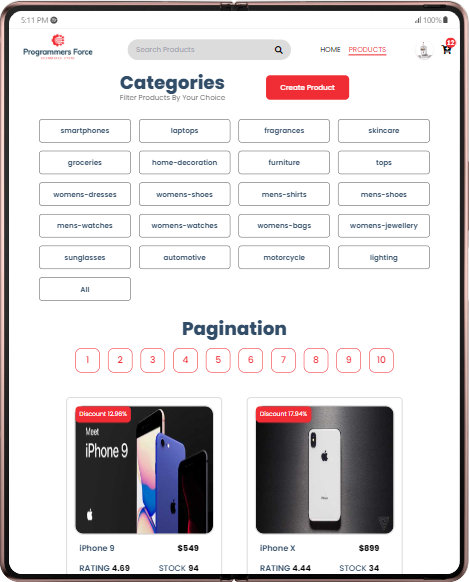 5:11 PM
100%
Programmers Force
Search Products
HOME
PRODUCTS
Categories
Filter Products By Your Choice
Create Product
smartphones
laptops
fragrances
skincare
groceries
home-decoration
furniture
tops
womens-dresses
womens-shoes
mens-shirts
mens-shoes
mens-watches
womens-watches
womens-bags
womens-jewellery
sunglasses
automotive
motorcycle
lighting
All
Pagination
1 2 3 4 5 6 7 8 9 10
Discount 12.96%
Meet
iPhone 9
iPhone 9 $549
RATING 4.69 STOCK 94
Discount 17.94%
iPhone X $899
RATING 4.44 STOCK 34